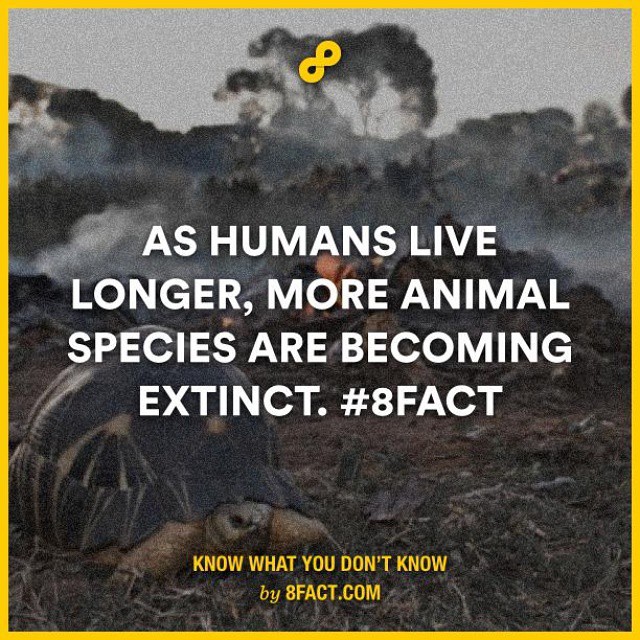 AS HUMANS LIVE
LONGER, MORE ANIMAL
SPECIES ARE BECOMING
EXTINCT. #8FACT
KNOW WHAT YOU DON'T KNOW
by 8FACT.COM